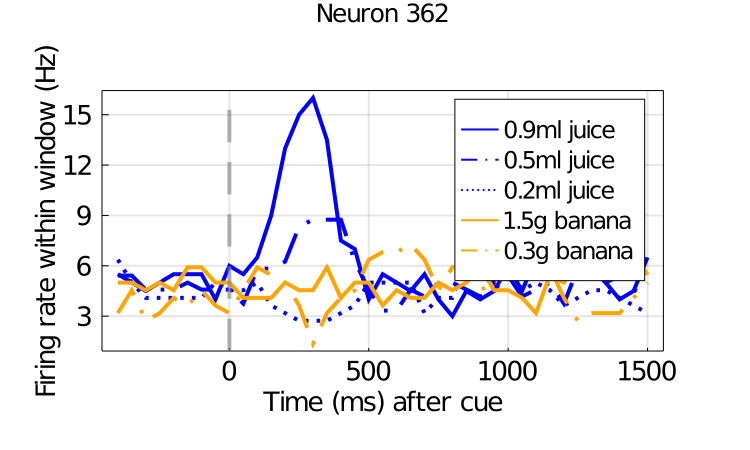 Neuron 362
Firing rate within window (Hz)
15
12
9
6
3
0.9ml juice
0.5ml juice
0.2ml juice
1.5g banana
0.3g banana
0 500 1000 1500
Time (ms) after cue